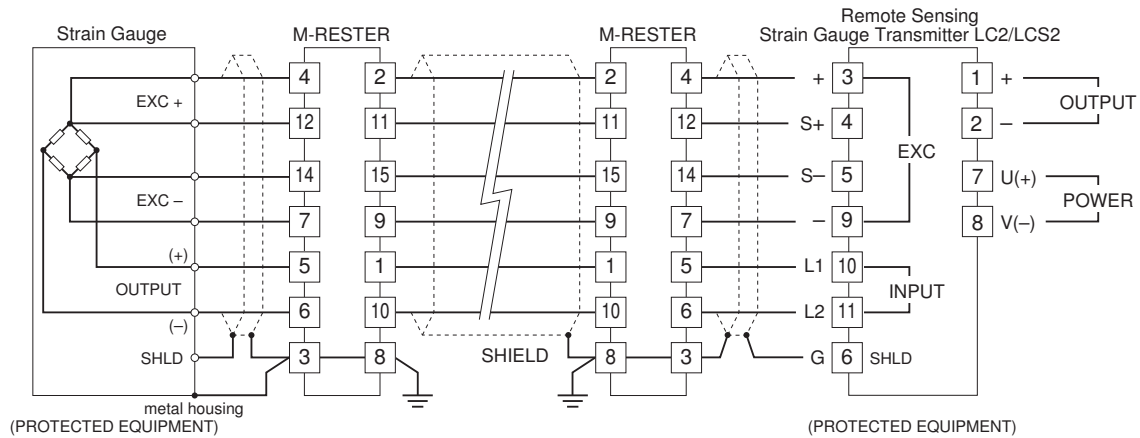 Remote Sensing
Strain Gauge M-RESTER M-RESTER Strain Gauge Transmitter LC2/LCS2
4 2 2 4 + 3 1 +
EXC + OUTPUT
12 11 11 12 S+ 4 2 –
EXC
14 15 15 14 S– 5 7 U(+)
EXC – POWER
7 9 9 7 – 9 8 V(–)
(+) 5 1 1 5 L1 10
OUTPUT INPUT
6 10 10 6 L2 11
(–)
SHLD 3 8 SHIELD 8 3 G 6 SHLD
metal housing
(PROTECTED EQUIPMENT) (PROTECTED EQUIPMENT)